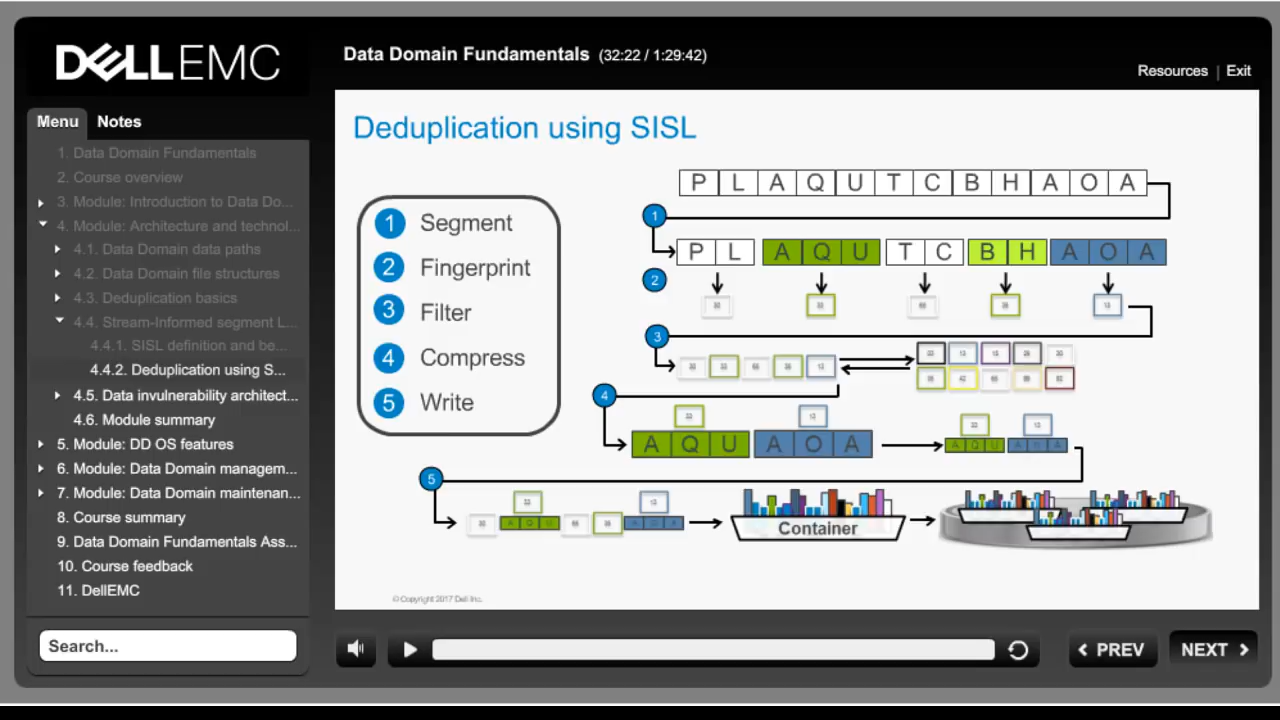 DELLEMC
Data Domain Fundamentals (32:22 / 1:29:42)
Resources | Exit
Menu Notes
1. Data Domain Fundamentals
2. Course overview
3. Module: Introduction to Data Do...
4. Module: Architecture and technol...
4.1. Data Domain data paths
4.2. Data Domain file structures
4.3. Deduplication basics
4.4. Stream-Informed segment L...
4.4.1. SISL definition and be...
4.4.2. Deduplication using S...
4.5. Data invulnerability architect...
4.6. Module summary
5. Module: DD OS features
6. Module: Data Domain managem...
7. Module: Data Domain maintenan...
8. Course summary
9. Data Domain Fundamentals Ass...
10. Course feedback
11. DellEMC
Search...
Deduplication using SISL
1 Segment
2 Fingerprint
3 Filter
4 Compress
5 Write
P L A Q U T C B H A O A
1
P L A Q U T C B H A O A
2
3
4
A Q U A O A
5
Container
© Copyright 2017 Dell Inc.
PREV NEXT